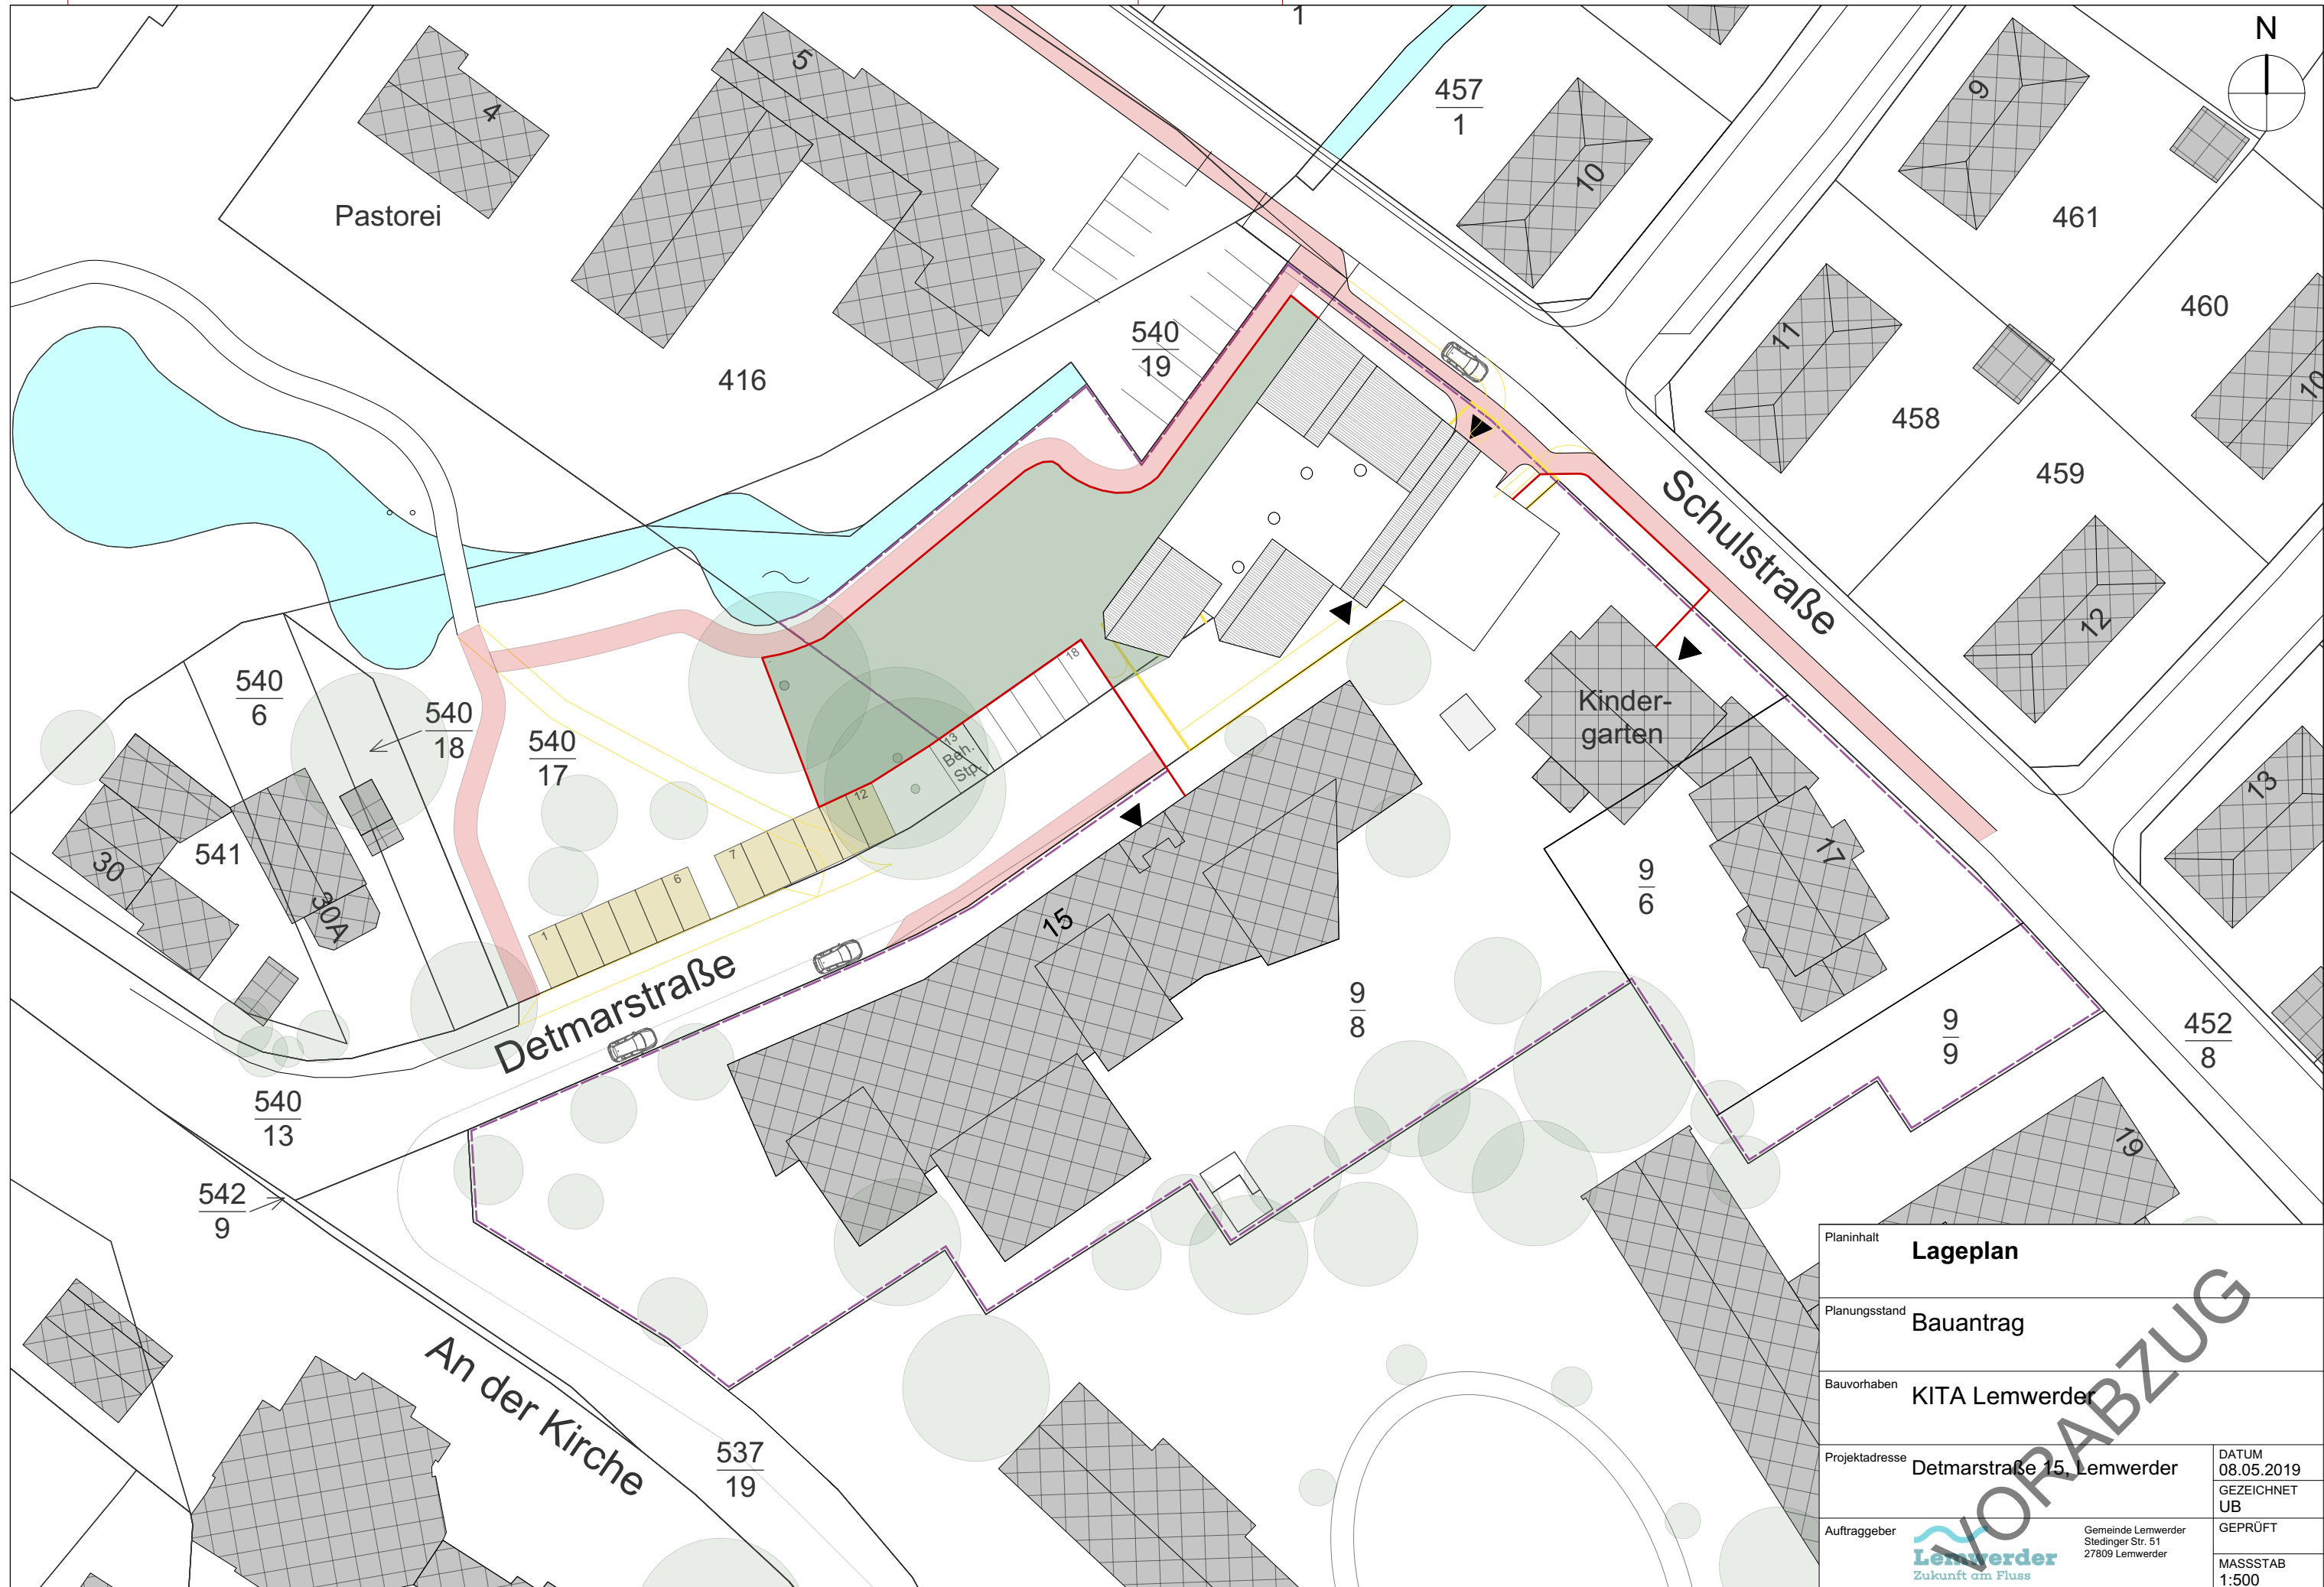 1
N
5
4
Pastorei
457
1
10
9
461
460
10
11
458
459
12
13
416
540
19
Schulstraße
540
6
540
18
540
17
541
30
30A
1
6
7
12
13
Beh.
Stp.
18
Kinder-
garten
17
15
9
6
9
8
9
9
452
8
19
Detmarstraße
540
13
542
9
An der Kirche
537
19
Planinhalt Lageplan
Planungsstand Bauantrag
Bauvorhaben KITA Lemwerder
Projektadresse Detmarstraße 15, Lemwerder
DATUM
08.05.2019
GEZEICHNET
UB
GEPRÜFT
MASSSTAB
1:500
Auftraggeber
Lemwerder
Zukunft am Fluss
Gemeinde Lemwerder
Stedinger Str. 51
27809 Lemwerder
VORABZUG